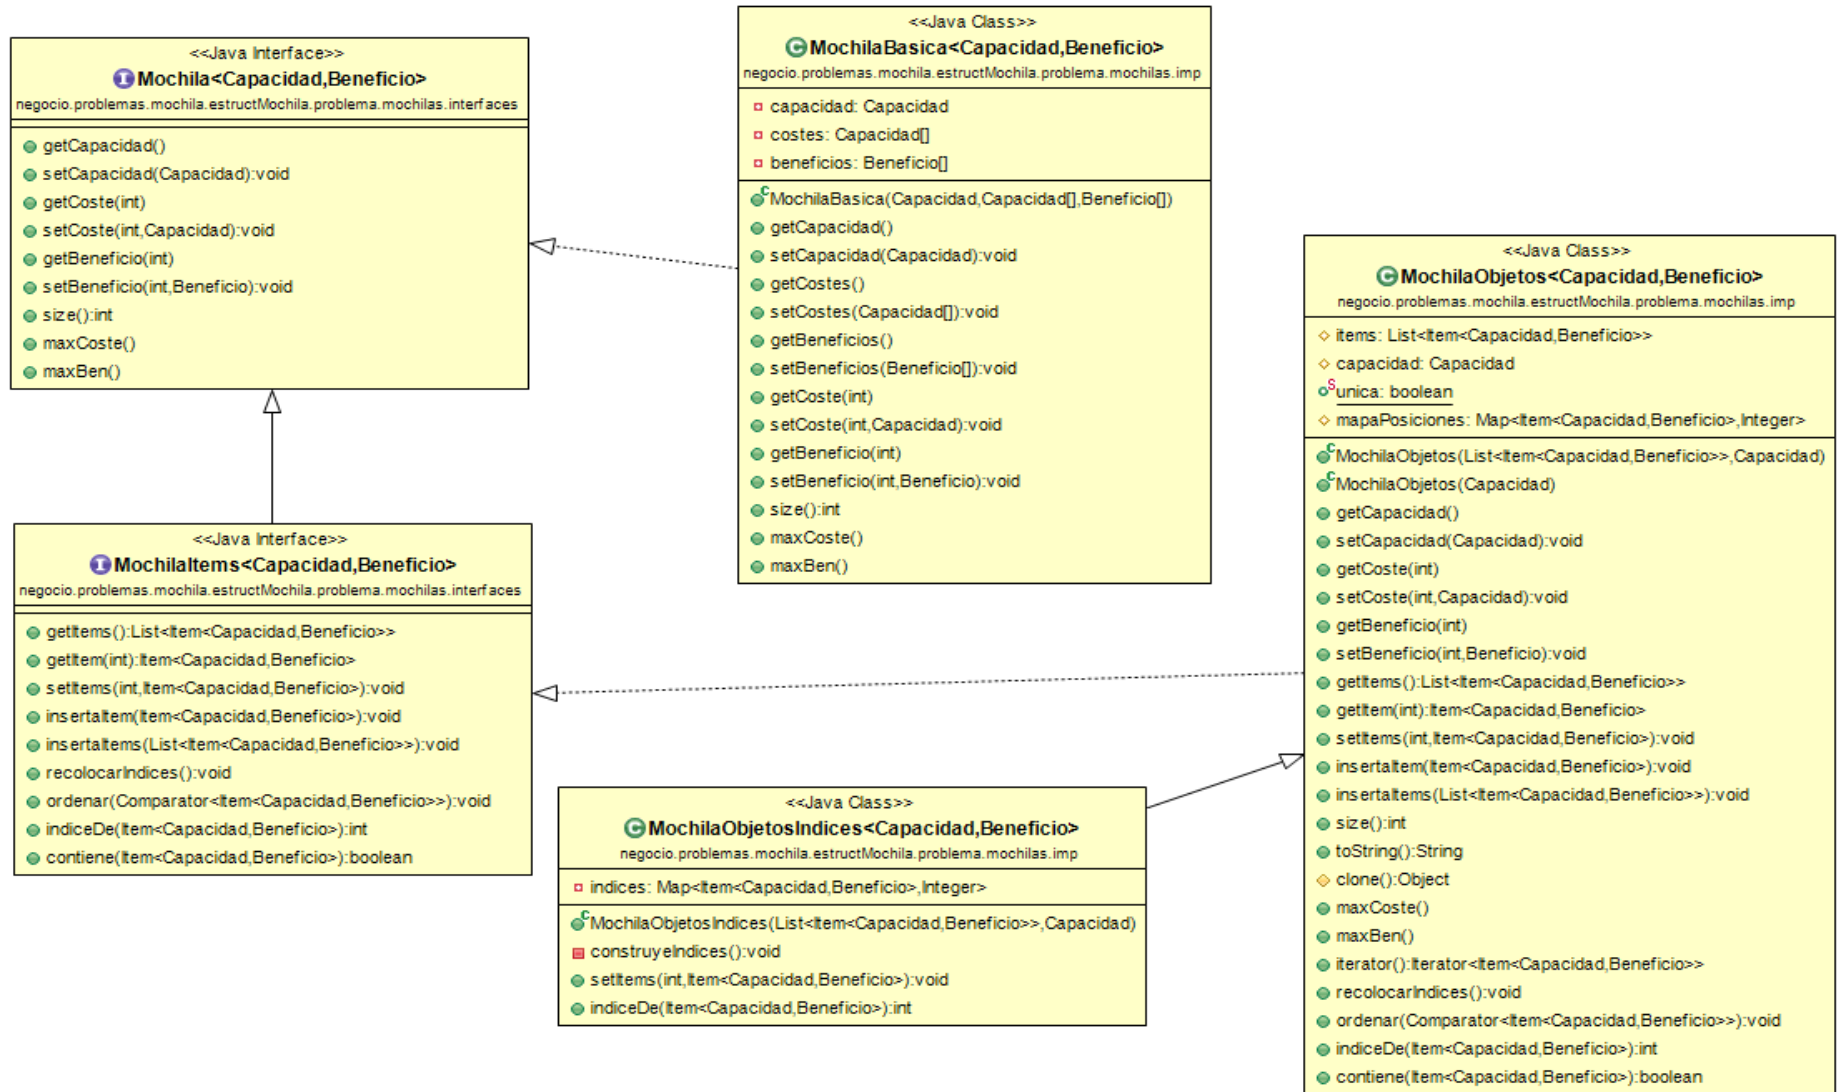 <<Java Interface>>
Mochila<Capacidad,Beneficio>
negocio.problemas.mochila.estructMochila.problema.mochilas.interfaces
getCapacidad()
setCapacidad(Capacidad):void
getCoste(int)
setCoste(int,Capacidad):void
getBeneficio(int)
setBeneficio(int,Beneficio):void
size():int
maxCoste()
maxBen()
<<Java Class>>
MochilaBasica<Capacidad,Beneficio>
negocio.problemas.mochila.estructMochila.problema.mochilas.imp
capacidad: Capacidad
costes: Capacidad[]
beneficios: Beneficio[]
MochilaBasica(Capacidad,Capacidad[],Beneficio[])
getCapacidad()
setCapacidad(Capacidad):void
getCostes()
setCostes(Capacidad[]):void
getBeneficios()
setBeneficios(Beneficio[]):void
getCoste(int)
setCoste(int,Capacidad):void
getBeneficio(int)
setBeneficio(int,Beneficio):void
size():int
maxCoste()
maxBen()
<<Java Interface>>
MochilaItems<Capacidad,Beneficio>
negocio.problemas.mochila.estructMochila.problema.mochilas.interfaces
getItems():List<Item<Capacidad,Beneficio>>
getItem(int):Item<Capacidad,Beneficio>
setItems(int,Item<Capacidad,Beneficio>):void
insertaItem(Item<Capacidad,Beneficio>):void
insertaItems(List<Item<Capacidad,Beneficio>>):void
recolocarIndices():void
ordenar(Comparator<Item<Capacidad,Beneficio>>):void
indiceDe(Item<Capacidad,Beneficio>):int
contiene(Item<Capacidad,Beneficio>):boolean
<<Java Class>>
MochilaObjetosIndices<Capacidad,Beneficio>
negocio.problemas.mochila.estructMochila.problema.mochilas.imp
indices: Map<Item<Capacidad,Beneficio>,Integer>
MochilaObjetosIndices(List<Item<Capacidad,Beneficio>>,Capacidad)
construyeIndices():void
setItems(int,Item<Capacidad,Beneficio>):void
indiceDe(Item<Capacidad,Beneficio>):int
<<Java Class>>
MochilaObjetos<Capacidad,Beneficio>
negocio.problemas.mochila.estructMochila.problema.mochilas.imp
items: List<Item<Capacidad,Beneficio>>
capacidad: Capacidad
unica: boolean
mapaPosiciones: Map<Item<Capacidad,Beneficio>,Integer>
MochilaObjetos(List<Item<Capacidad,Beneficio>>,Capacidad)
MochilaObjetos(Capacidad)
getCapacidad()
setCapacidad(Capacidad):void
getCoste(int)
setCoste(int,Capacidad):void
getBeneficio(int)
setBeneficio(int,Beneficio):void
getItems():List<Item<Capacidad,Beneficio>>
getItem(int):Item<Capacidad,Beneficio>
setItems(int,Item<Capacidad,Beneficio>):void
insertaItem(Item<Capacidad,Beneficio>):void
insertaItems(List<Item<Capacidad,Beneficio>>):void
size():int
toString():String
clone():Object
maxCoste()
maxBen()
iterator():Iterator<Item<Capacidad,Beneficio>>
recolocarIndices():void
ordenar(Comparator<Item<Capacidad,Beneficio>>):void
indiceDe(Item<Capacidad,Beneficio>):int
contiene(Item<Capacidad,Beneficio>):boolean